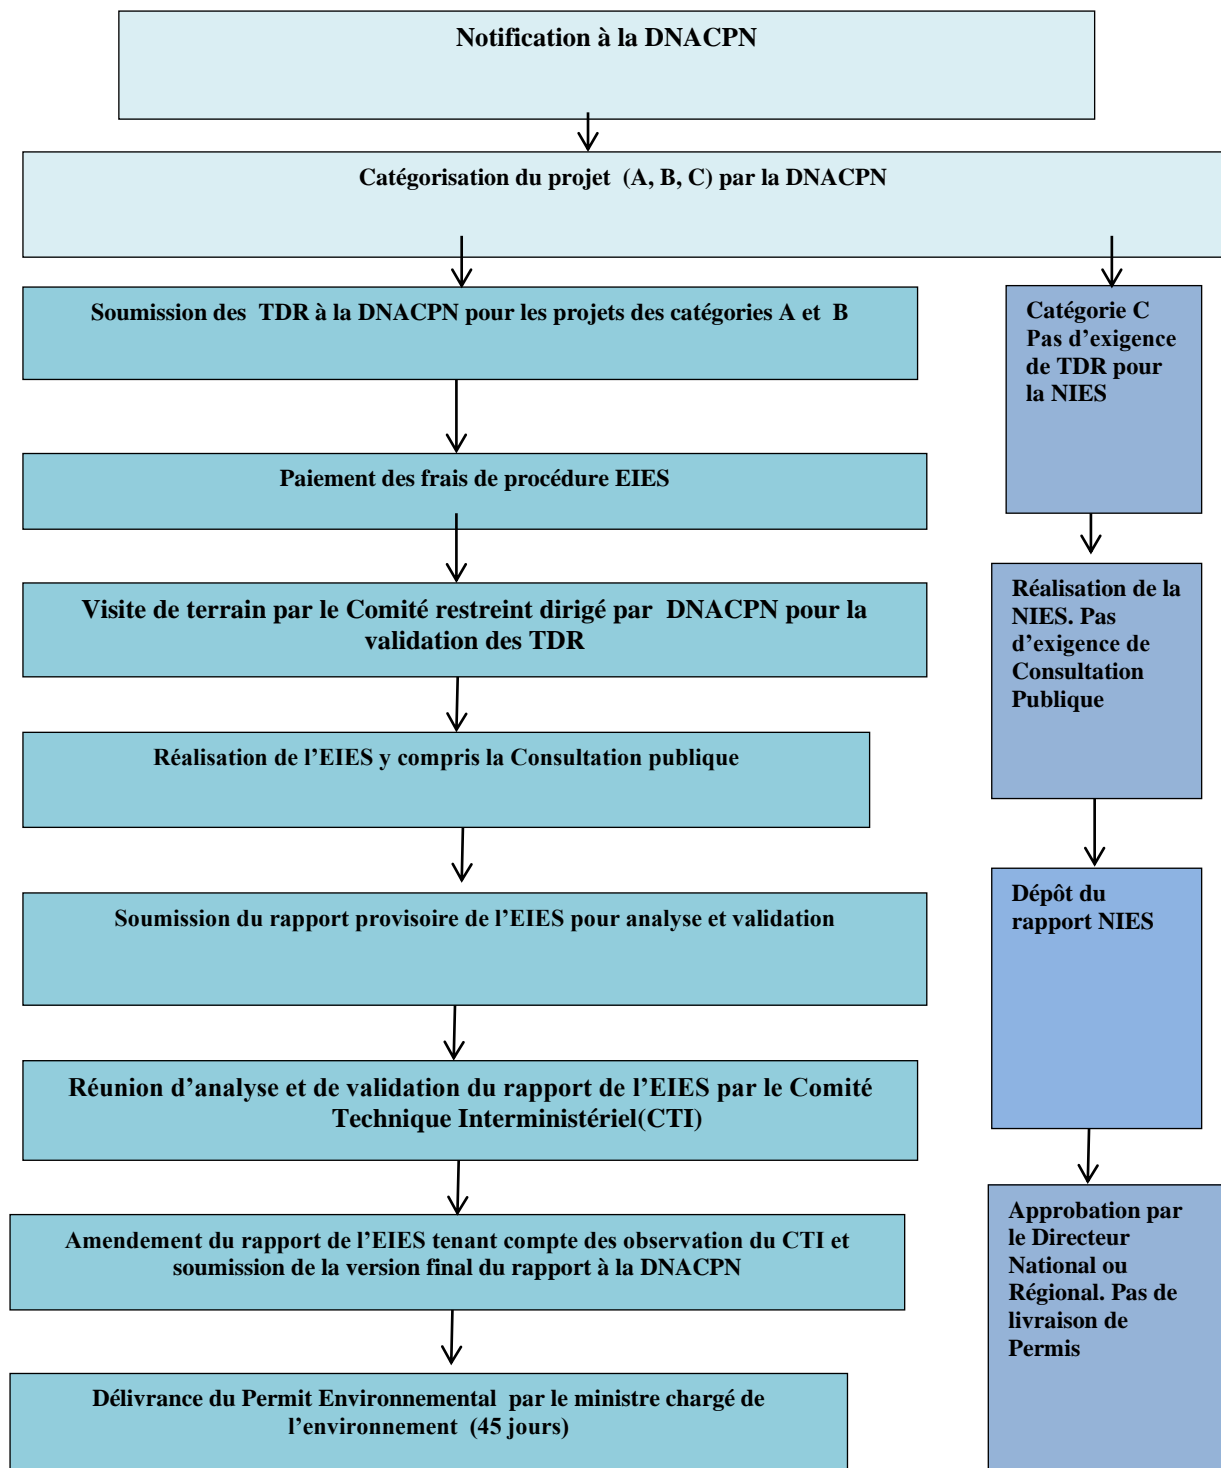 Notification à la DNACPN
Catégorisation du projet (A, B, C) par la DNACPN
Soumission des TDR à la DNACPN pour les projets des catégories A et B
Paiement des frais de procédure EIES
Visite de terrain par le Comité restreint dirigé par DNACPN pour la
validation des TDR
Réalisation de l'EIES y compris la Consultation publique
Soumission du rapport provisoire de l'EIES pour analyse et validation
Réunion d'analyse et de validation du rapport de l'EIES par le Comité
Technique Interministériel(CTI)
Amendement du rapport de l'EIES tenant compte des observation du CTI et
soumission de la version final du rapport à la DNACPN
Délivrance du Permit Environnemental par le ministre chargé de
l'environnement (45 jours)
Catégorie C
Pas d'exigence
de TDR pour
la NIES
Réalisation de la
NIES. Pas
d'exigence de
Consultation
Publique
Dépôt du
rapport NIES
Approbation par
le Directeur
National ou
Régional. Pas de
livraison de
Permis